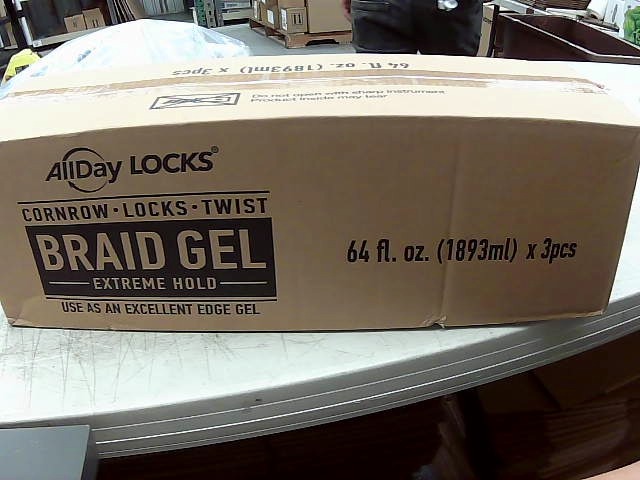 64 fl. oz. (1893ml) x 3pcs
Do not open with sharp instrument
Product inside may tear
AllDay LOCKS®
CORNROW · LOCKS · TWIST
BRAID GEL
EXTREME HOLD
USE AS AN EXCELLENT EDGE GEL
64 fl. oz. (1893ml) x 3pcs